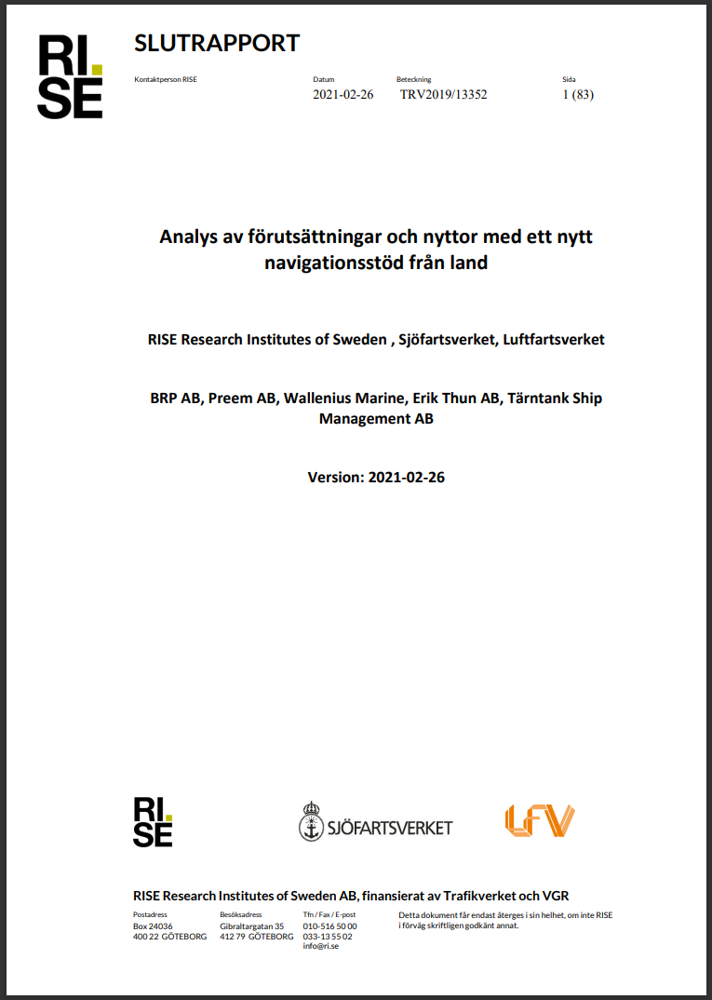 RI.
SE
SLUTRAPPORT
Kontaktperson RISE
Datum
Beteckning
Sida
2021-02-26
TRV2019/13352
1 (83)
Analys av förutsättningar och nyttor med ett nytt
navigationsstöd från land
RISE Research Institutes of Sweden , Sjöfartsverket, Luftfartsverket
BRP AB, Preem AB, Wallenius Marine, Erik Thun AB, Tärntank Ship
Management AB
Version: 2021-02-26
RI.
SE
SJÖFARTSVERKET
LFV
RISE Research Institutes of Sweden AB, finansierat av Trafikverket och VGR
Postadress
Box 24036
400 22 GÖTEBORG
Besöksadress
Gibraltargatan 35
412 79 GÖTEBORG
Tfn / Fax / E-post
010-516 50 00
033-13 55 02
info@ri.se
Detta dokument får endast återges i sin helhet, om inte RISE
i förväg skriftligen godkänt annat.